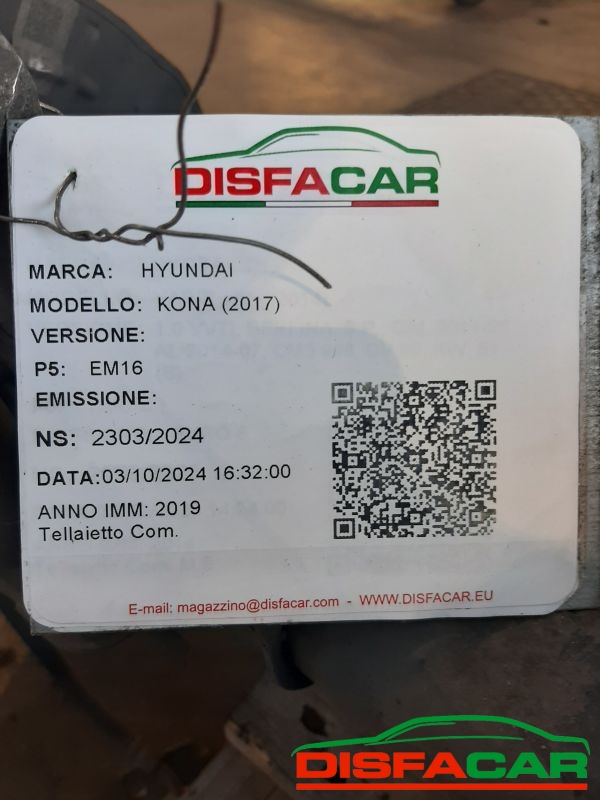 DISFACAR
MARCA: HYUNDAI
MODELLO: KONA (2017)
VERSIONE:
P5: EM16
EMISSIONE:
NS: 2303/2024
DATA:03/10/2024 16:32:00
ANNO IMM: 2019
Tellaietto Com.
E-mail: magazzino@disfacar.com - WWW.DISFACAR.EU
DISFACAR